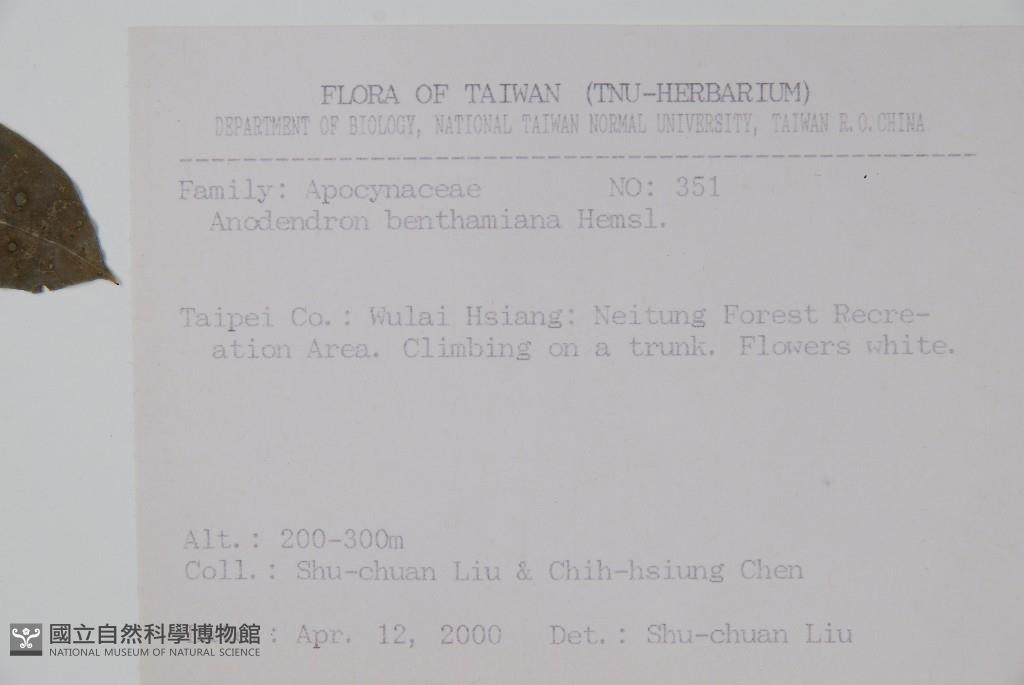 FLORA OF TAIWAN (TNU-HERBARIUM)
DEPARTMENT OF BIOLOGY, NATIONAL TAIWAN NORMAL UNIVERSITY, TAIWAN R.O.CHINA
Family: Apocynaceae NO: 351
Anodendron benthamiana Hemsl.
Taipei Co.: Wulai Hsiang: Neitung Forest Recre-
ation Area. Climbing on a trunk. Flowers white.
Alt.: 200-300m
Coll.: Shu-chuan Liu & Chih-hsiung Chen
: Apr. 12, 2000 Det.: Shu-chuan Liu
國立自然科學博物館
NATIONAL MUSEUM OF NATURAL SCIENCE